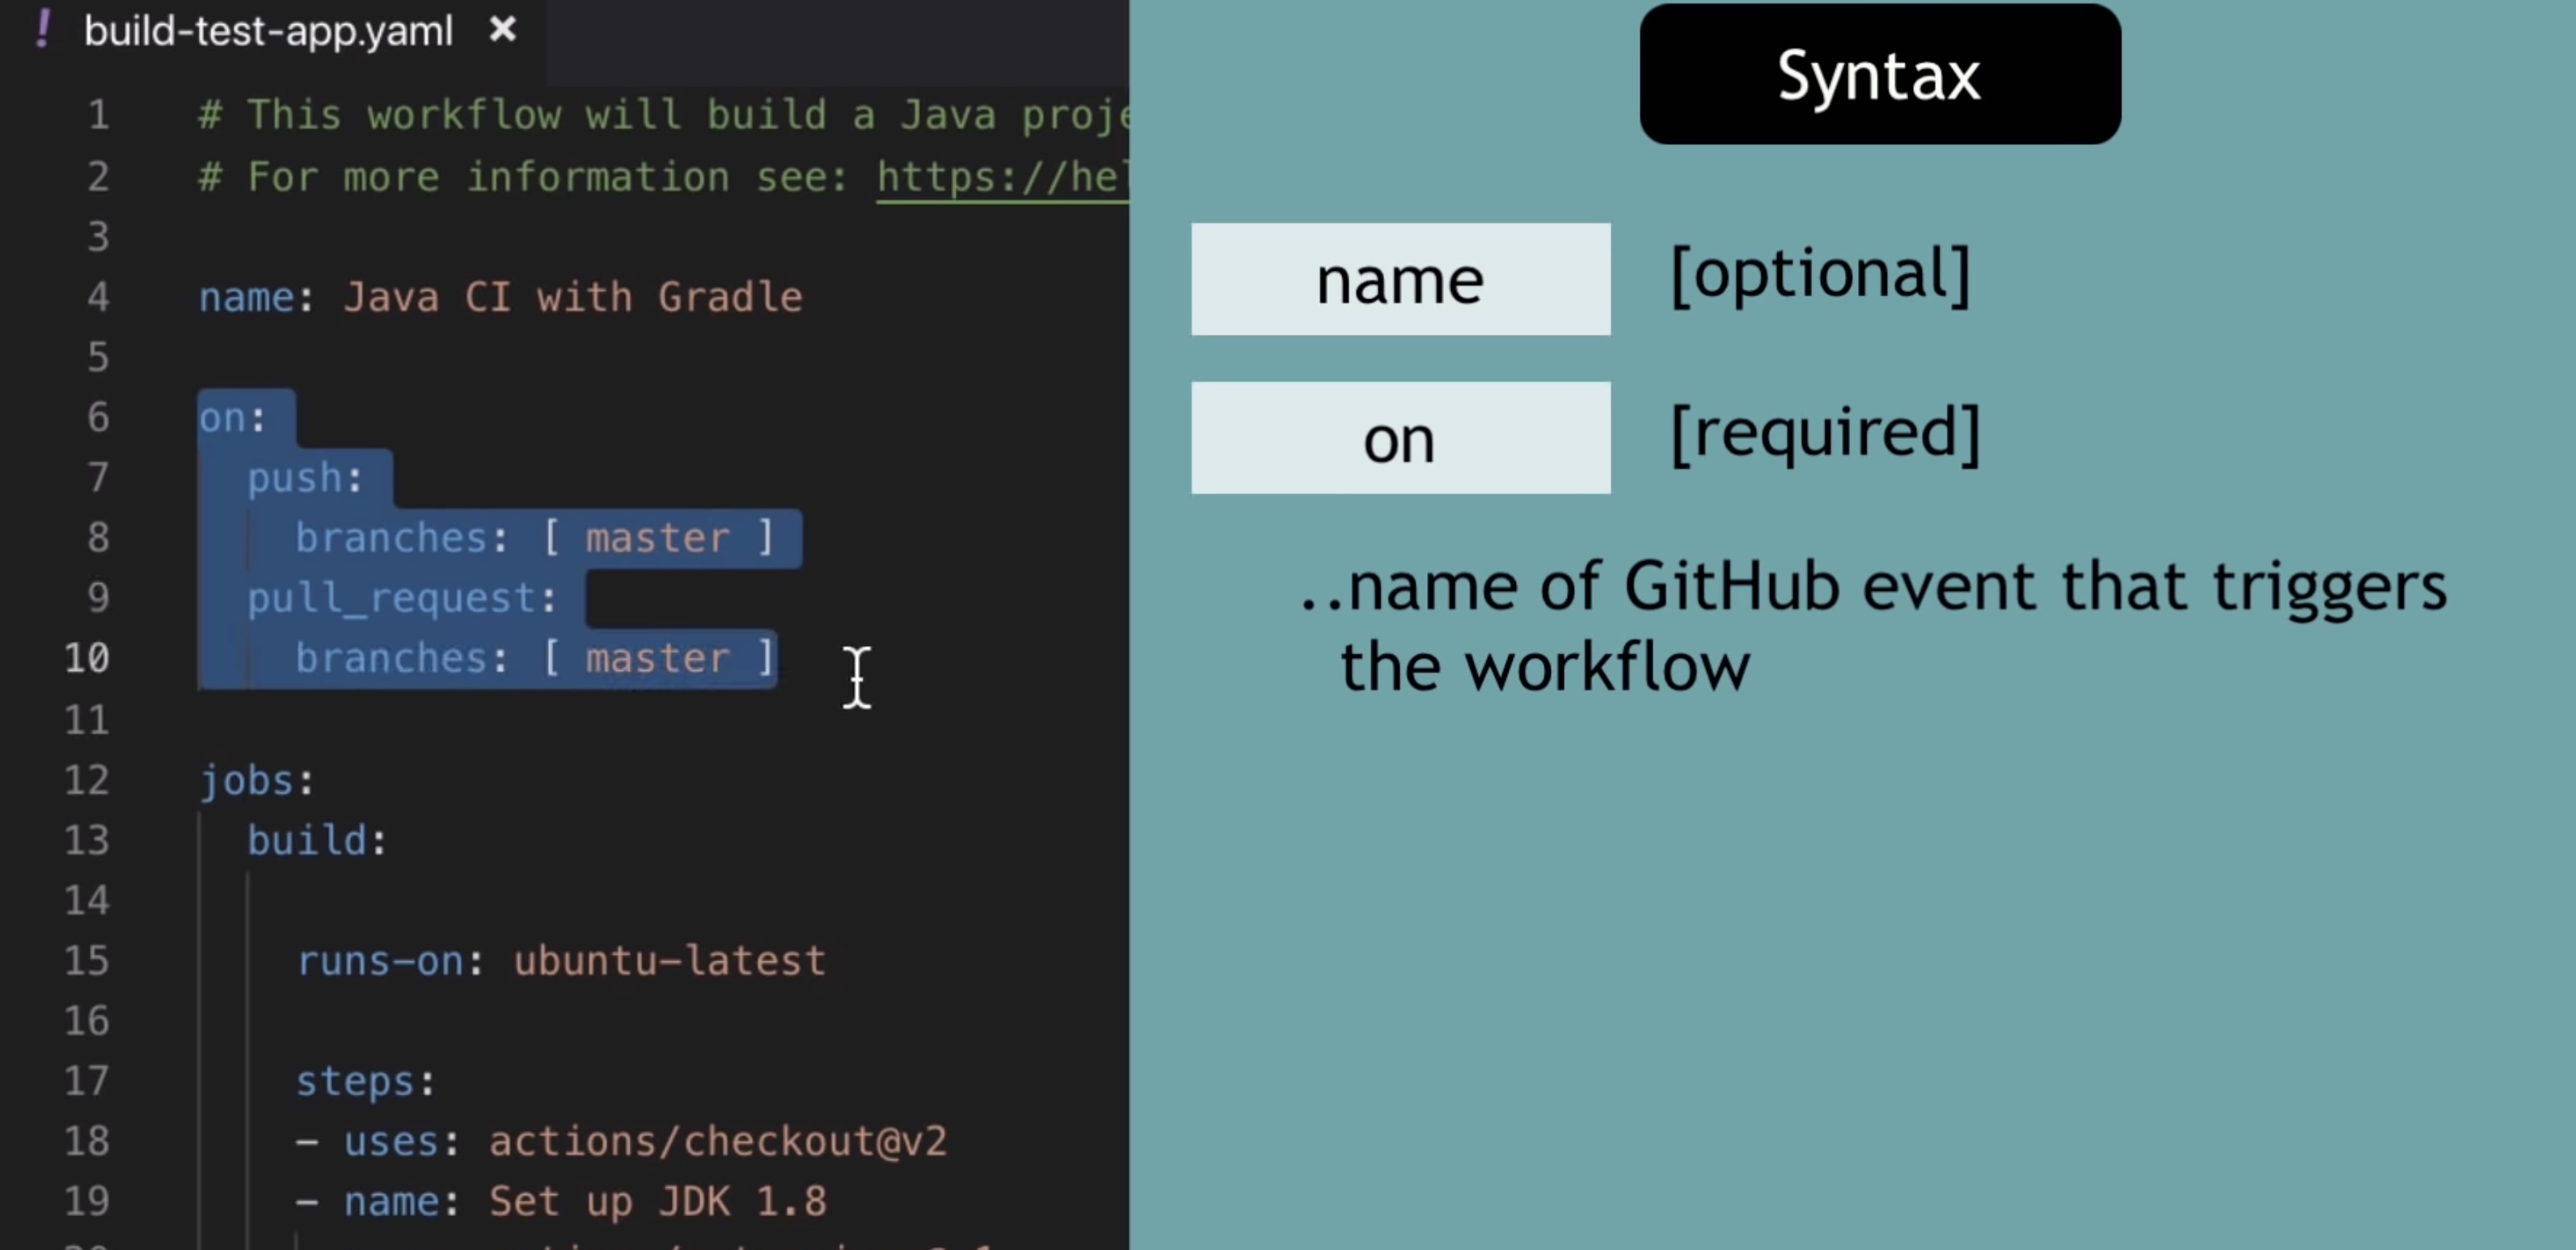 ! build-test-app.yaml ×
1 # This workflow will build a Java proje
2 # For more information see: https://hel
3
4 name: Java CI with Gradle
5
6 on:
7 push:
8 branches: [ master ]
9 pull_request:
10 branches: [ master ]
11
12 jobs:
13 build:
14
15 runs-on: ubuntu-latest
16
17 steps:
18 - uses: actions/checkout@v2
19 - name: Set up JDK 1.8
Syntax
name [optional]
on [required]
..name of GitHub event that triggers
the workflow